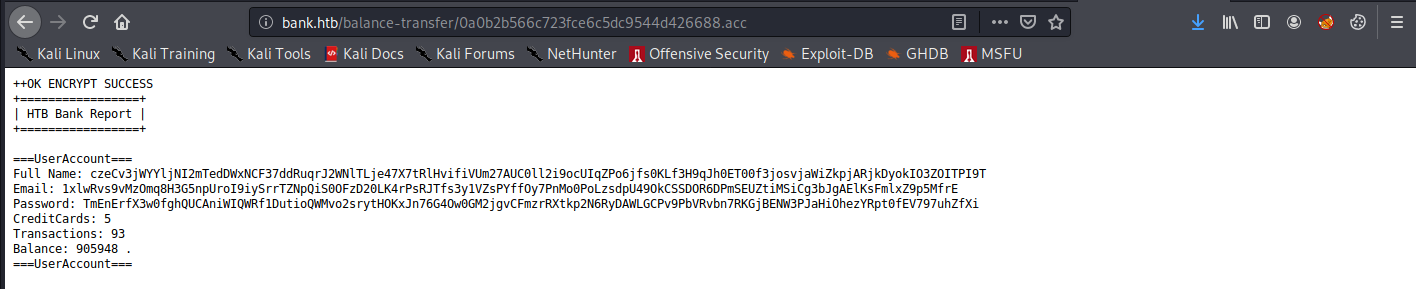 bank.htb/balance-transfer/0a0b2b566c723fce6c5dc9544d426688.acc
Kali Linux Kali Training Kali Tools Kali Docs Kali Forums NetHunter Offensive Security Exploit-DB GHDB MSFU
++OK ENCRYPT SUCCESS
+=================+
| HTB Bank Report |
+=================+
===UserAccount===
Full Name: czeCv3jWYYljNI2mTedDWxNCF37ddRuqrJ2WNlTLje47X7tRlHvifiVUm27AUC0ll2i9ocUIqZPo6jfs0KLf3H9qJh0ET00f3josvjaWiZkpjARjkDyokIO3ZOITPI9T
Email: 1xlwRvs9vMzOmq8H3G5npUroI9iySrrTZNpQiS0OFzD20LK4rPsRJTfs3y1VZsPYffOy7PnMo0PoLzsdpU49OkCSSDOR6DPmSEUZtiMSiCg3bJgAElKsFmlxZ9p5MfrE
Password: TmEnErfX3w0fghQUCAniWIQWRf1DutioQWMvo2srytHOKxJn76G4Ow0GM2jgvCFmzrRXtkp2N6RyDAWLGCPv9PbVRvbn7RKGjBENW3PJaHiOhezYRpt0fEV797uhZfXi
CreditCards: 5
Transactions: 93
Balance: 905948 .
===UserAccount===